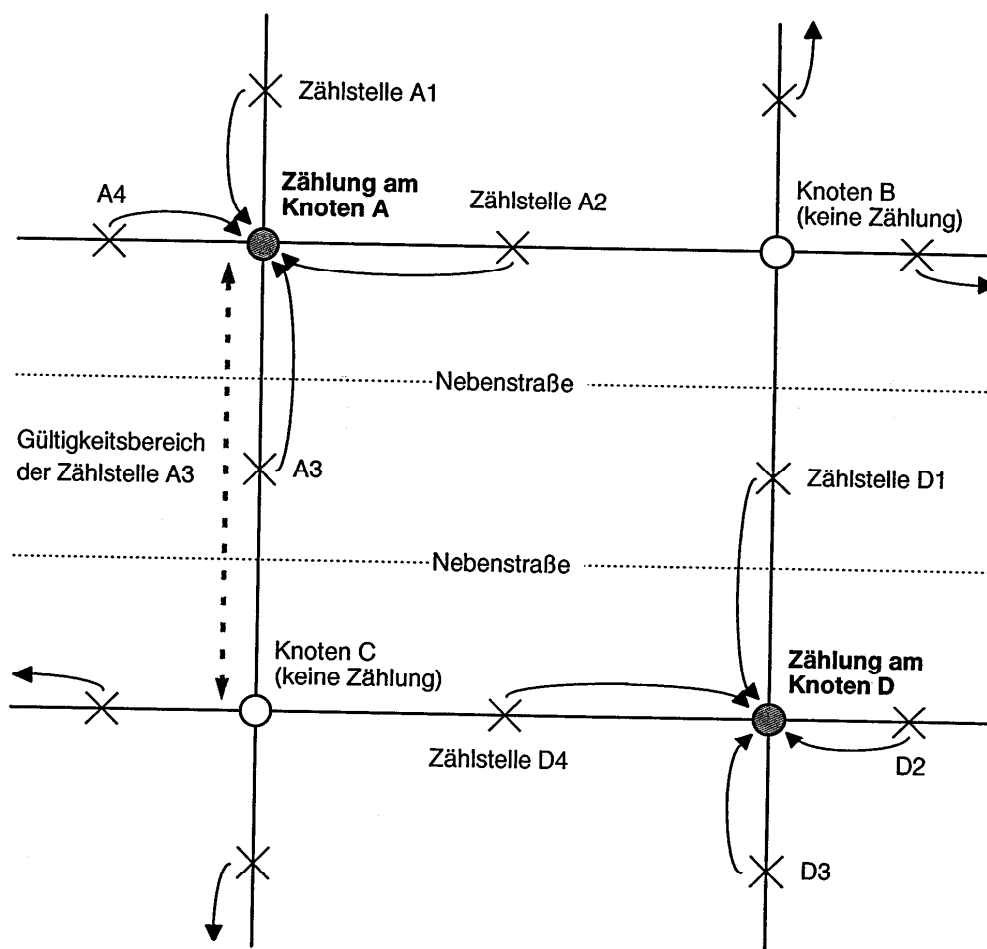 Zählstelle A1
A4
Zählung am
Knoten A
Zählstelle A2
Knoten B
(keine Zählung)
Nebenstraße
Gültigkeitsbereich
der Zählstelle A3
A3
Zählstelle D1
Nebenstraße
Knoten C
(keine Zählung)
Zählung am
Knoten D
Zählstelle D4
D2
D3